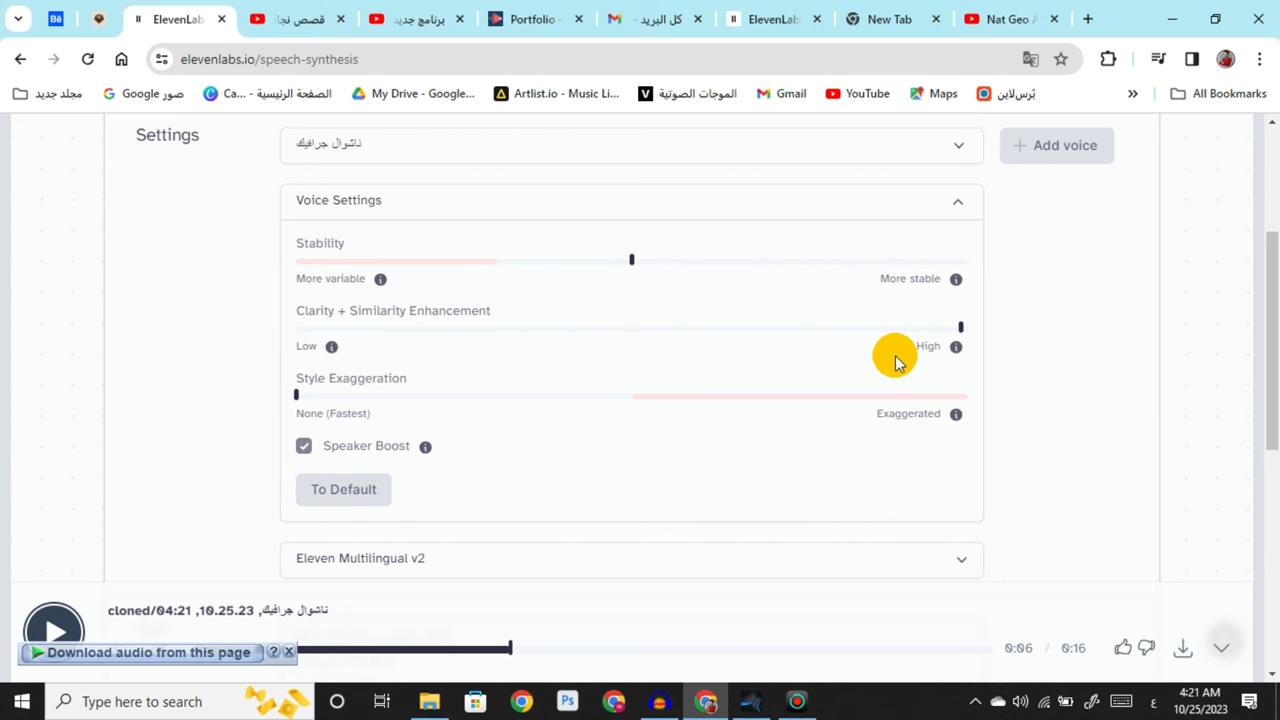 ElevenLab
قصص نجا
برنامج جديد
Portfolio -
كل البريد -
ElevenLab
New Tab
Nat Geo A
elevenlabs.io/speech-synthesis
مجلد جديد
صور Google
Ca... - الصفحة الرئيسية
My Drive - Google...
Artlist.io - Music Li...
الموجات الصوتية
Gmail
YouTube
Maps
بُرس لاين
All Bookmarks
Settings
ناشوال جرافيك
Add voice
Voice Settings
Stability
More variable
More stable
Clarity + Similarity Enhancement
Low
High
Style Exaggeration
None (Fastest)
Exaggerated
Speaker Boost
To Default
Eleven Multilingual v2
cloned/04:21 ,10.25.23 ,ناشوال جرافيك
Download audio from this page
0:06 / 0:16
Type here to search
4:21 AM
10/25/2023